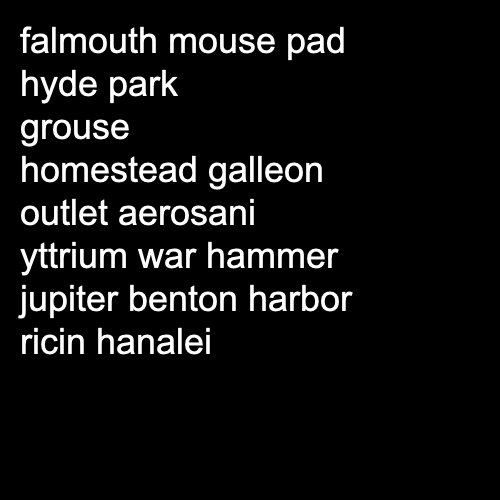 falmouth mouse pad
hyde park
grouse
homestead galleon
outlet aerosani
yttrium war hammer
jupiter benton harbor
ricin hanalei